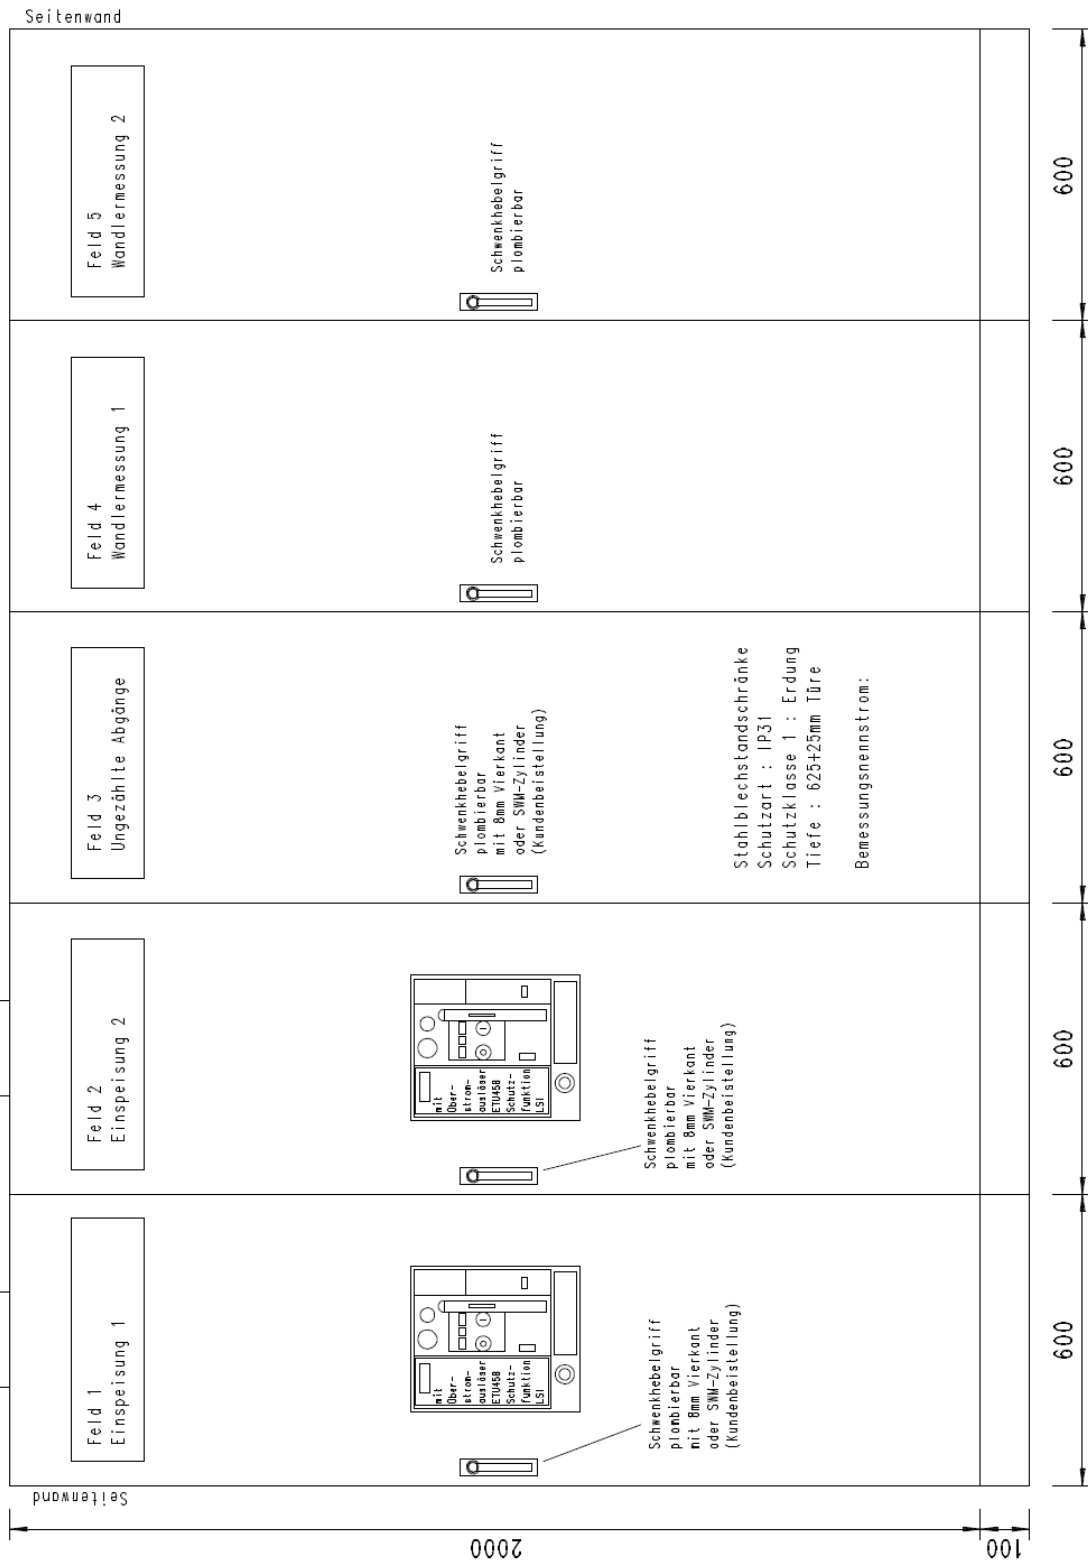 Seitenwand
Feld 1
Einspeisung 1
mit
Ober-
strom-
auslöser
ETU45B
Schutz-
funktion
LSI
Schwenkhebelgriff
plombierbar
mit 8mm Vierkant
oder SWM-Zylinder
(Kundenbeistellung)
Feld 2
Einspeisung 2
mit
Ober-
strom-
auslöser
ETU45B
Schutz-
funktion
LSI
Schwenkhebelgriff
plombierbar
mit 8mm Vierkant
oder SWM-Zylinder
(Kundenbeistellung)
Feld 3
Ungezählte Abgänge
Schwenkhebelgriff
plombierbar
mit 8mm Vierkant
oder SWM-Zylinder
(Kundenbeistellung)
Stahlblechstandschränke
Schutzart : IP31
Schutzklasse 1 : Erdung
Tiefe : 625+25mm Türe
Bemessungsnennstrom:
Feld 4
Wandlermessung 1
Schwenkhebelgriff
plombierbar
Feld 5
Wandlermessung 2
Schwenkhebelgriff
plombierbar
Seitenwand
2000
100
600
600
600
600
600